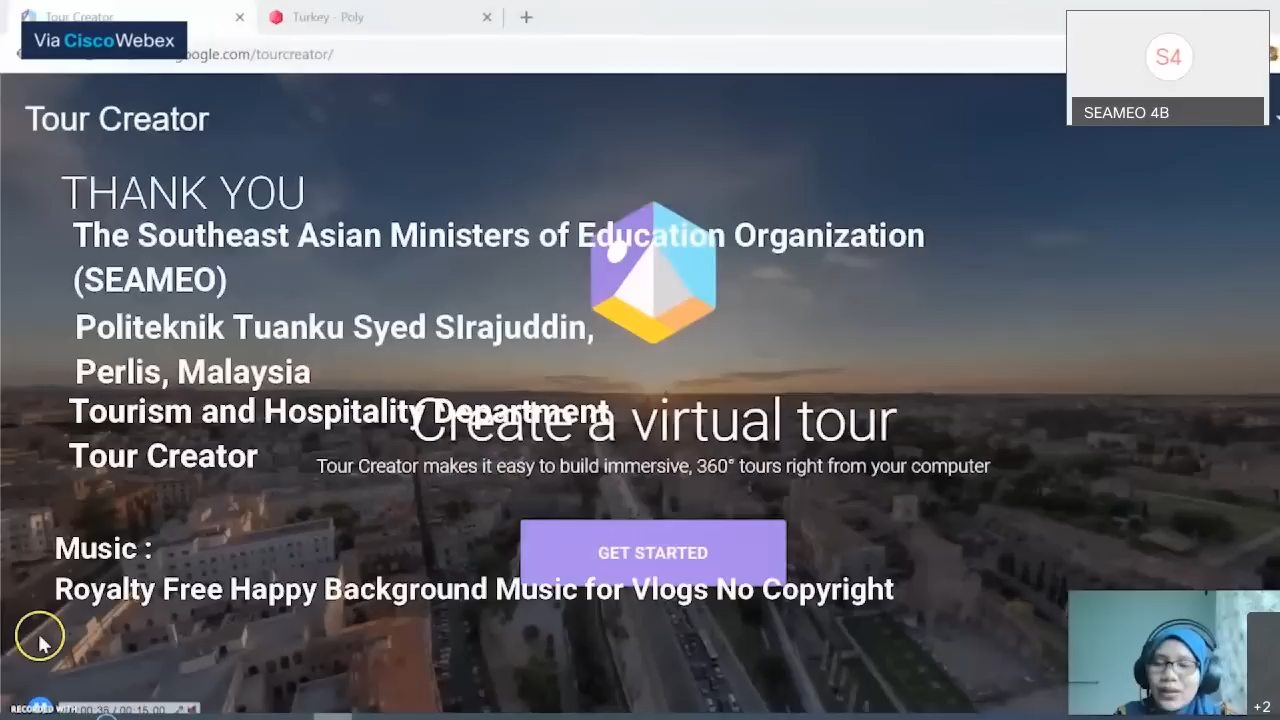 Tour Creator
Turkey - Poly
Via CiscoWebex
oogle.com/tourcreator/
S4
SEAMEO 4B
Tour Creator
THANK YOU
The Southeast Asian Ministers of Education Organization
(SEAMEO)
Politeknik Tuanku Syed SIrajuddin,
Perlis, Malaysia
Tourism and Hospitality Department
Create a virtual tour
Tour Creator
Tour Creator makes it easy to build immersive, 360° tours right from your computer
GET STARTED
Music :
Royalty Free Happy Background Music for Vlogs No Copyright
RECORDED WITH
+2